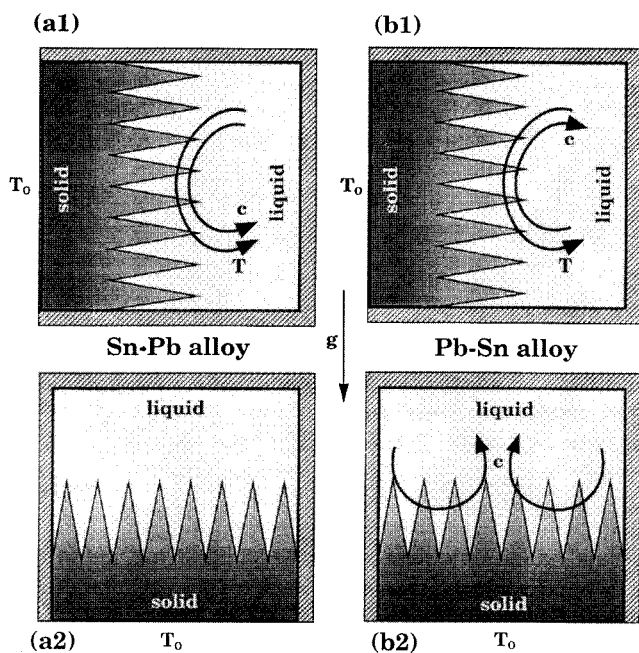 (a1) (b1)
T₀ solid c T liquid
T₀ solid c T liquid
Sn-Pb alloy g Pb-Sn alloy
liquid
liquid
c
solid
solid
(a2) T₀ (b2) T₀